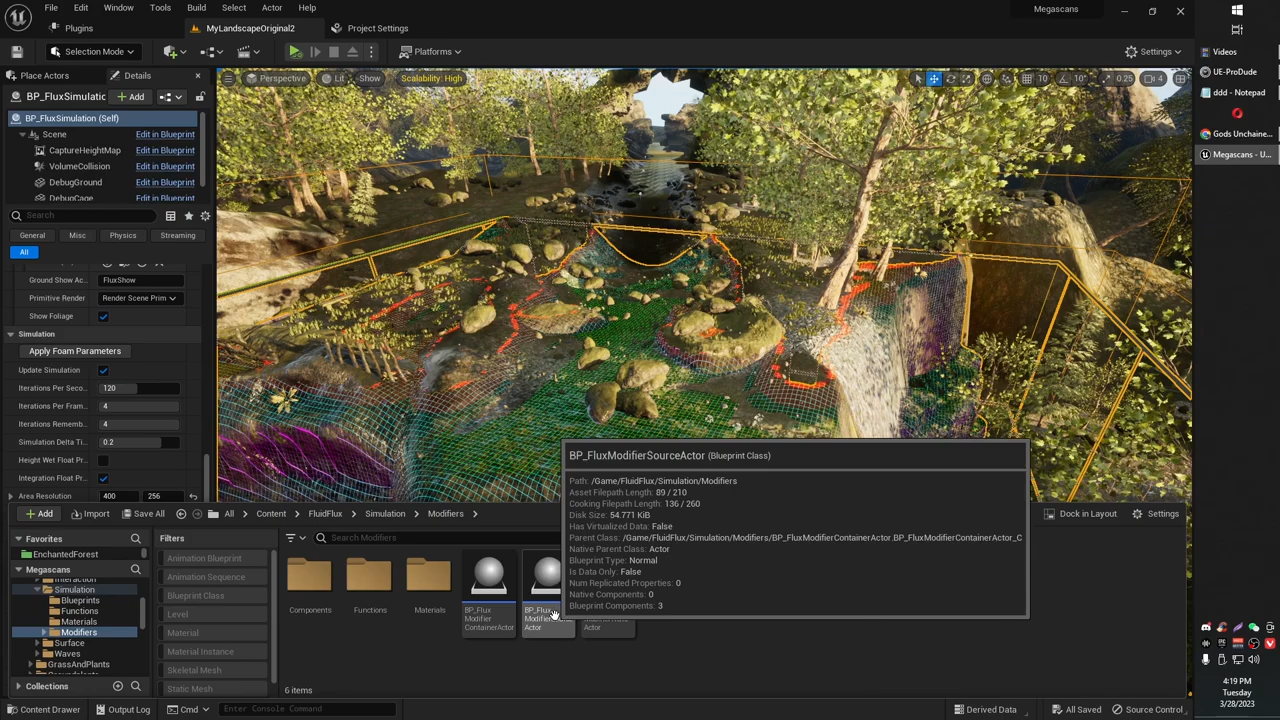 File Edit Window Tools Build Select Actor Help
Megascans
Plugins
MyLandscapeOriginal2
Project Settings
Selection Mode
Platforms
Settings
Place Actors
Details
Perspective
Lit
Show
Scalability: High
10
10°
0.25
4
BP_FluxSimulatic
Add
BP_FluxSimulation (Self)
Scene
Edit in Blueprint
CaptureHeightMap
Edit in Blueprint
VolumeCollision
Edit in Blueprint
DebugGround
Edit in Blueprint
DebugCage
Edit in Blueprint
Search
General
Misc
Physics
Streaming
All
Ground Show Ac..
FluxShow
Primitive Render
Render Scene Prim
Show Foliage
Simulation
Apply Foam Parameters
Update Simulation
Iterations Per Seco..
120
Iterations Per Fram..
4
Iterations Rememb..
4
Simulation Delta Ti..
0.2
Height Wet Float Pr..
Integration Float Pr..
Area Resolution
400
256
BP_FluxModifierSourceActor (Blueprint Class)
Path: /Game/FluidFlux/Simulation/Modifiers
Asset Filepath Length: 89 / 210
Cooking Filepath Length: 136 / 260
Disk Size: 54.771 KiB
Has Virtualized Data: False
Parent Class: /Game/FluidFlux/Simulation/Modifiers/BP_FluxModifierContainerActor.BP_FluxModifierContainerActor_C
Native Parent Class: Actor
Blueprint Type: Normal
Is Data Only: False
Num Replicated Properties: 0
Native Components: 0
Blueprint Components: 3
Add
Import
Save All
All
Content
FluidFlux
Simulation
Modifiers
Dock in Layout
Settings
Favorites
EnchantedForest
Megascans
Interaction
Simulation
Blueprints
Functions
Materials
Modifiers
Surface
Waves
GrassAndPlants
Collections
Filters
Animation Blueprint
Animation Sequence
Blueprint Class
Level
Material
Material Instance
Skeletal Mesh
Static Mesh
Search Modifiers
Components
Functions
Materials
BP_Flux
Modifier
ContainerActor
BP_Flux
Actor
Actor
6 items
Content Drawer
Output Log
Cmd
Enter Console Command
Derived Data
All Saved
Source Control
Videos
UE-ProDude
ddd - Notepad
Gods Unchaine...
Megascans - U...
4:19 PM
Tuesday
3/28/2023